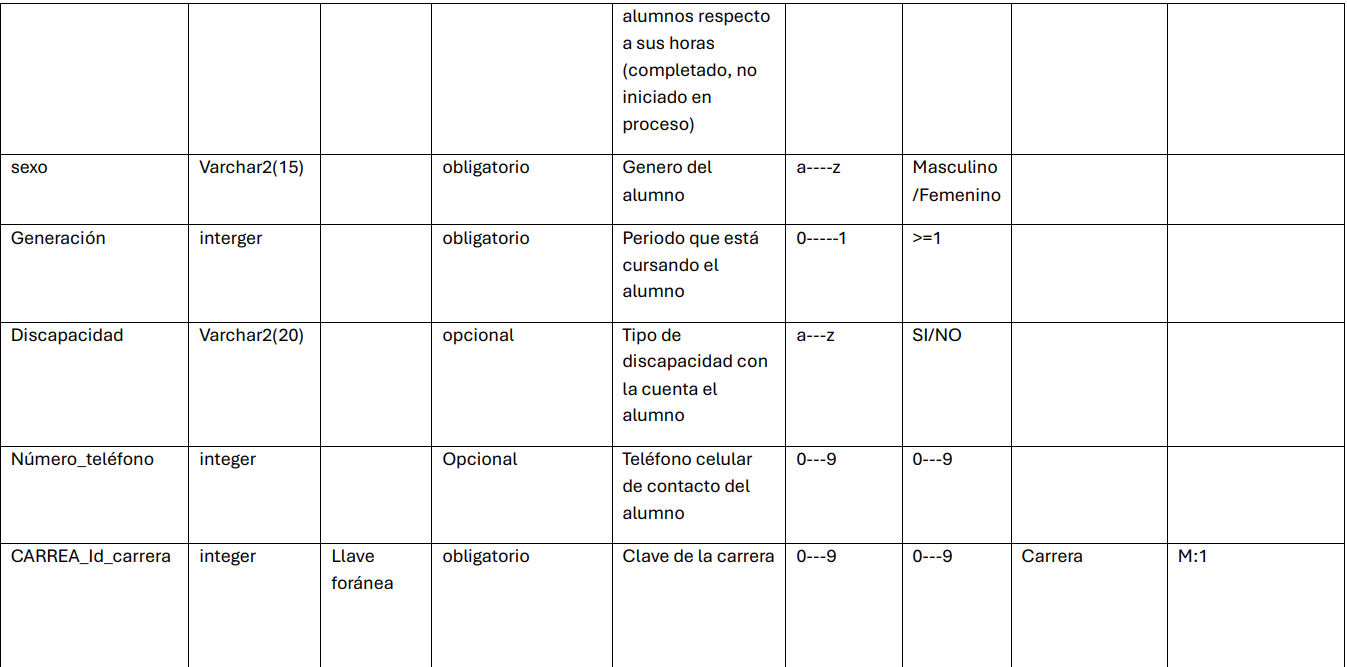 alumnos respecto
a sus horas
(completado, no
iniciado en
proceso)
sexo Varchar2(15) obligatorio Genero del a----z Masculino
alumno /Femenino
Generación interger obligatorio Periodo que está 0-----1 >=1
cursando el
alumno
Discapacidad Varchar2(20) opcional Tipo de a---z SI/NO
discapacidad con
la cuenta el
alumno
Número_teléfono integer Opcional Teléfono celular 0---9 0---9
de contacto del
alumno
CARREA_Id_carrera integer Llave obligatorio Clave de la carrera 0---9 0---9 Carrera M:1
foránea